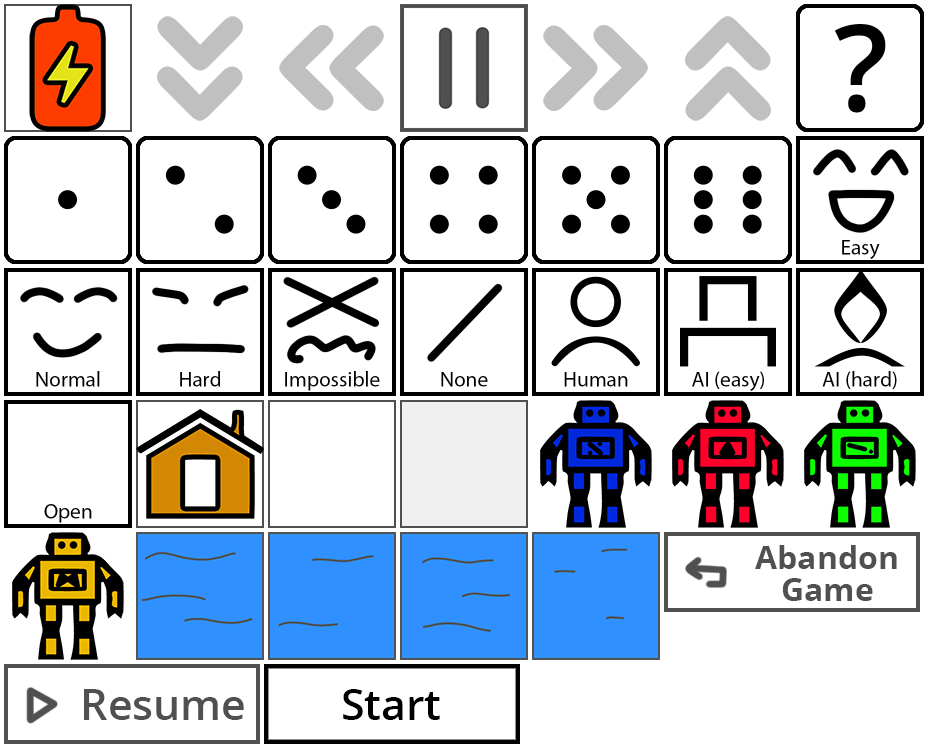 ?
Easy
Normal
Hard
Impossible
None
Human
AI (easy)
AI (hard)
Open
Abandon
Game
Resume
Start